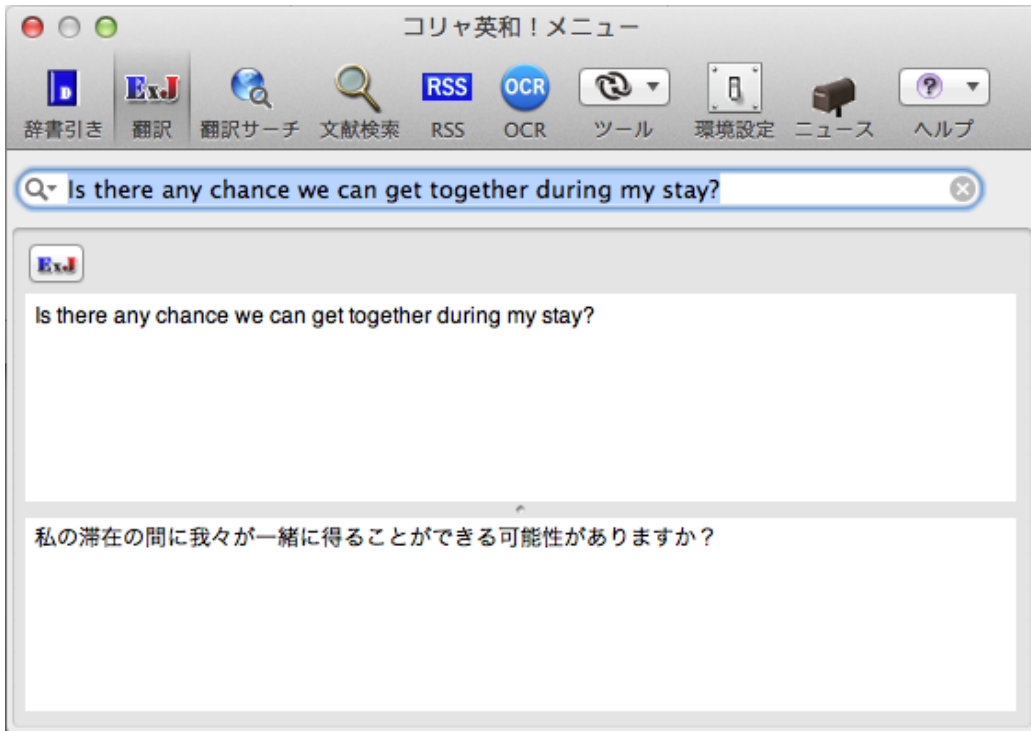 コリャ英和！メニュー
D ExJ RSS OCR ?
辞書引き 翻訳 翻訳サーチ 文献検索 RSS OCR ツール 環境設定 ニュース ヘルプ
Is there any chance we can get together during my stay?
ExJ
Is there any chance we can get together during my stay?
私の滞在の間に我々が一緒に得ることができる可能性がありますか？